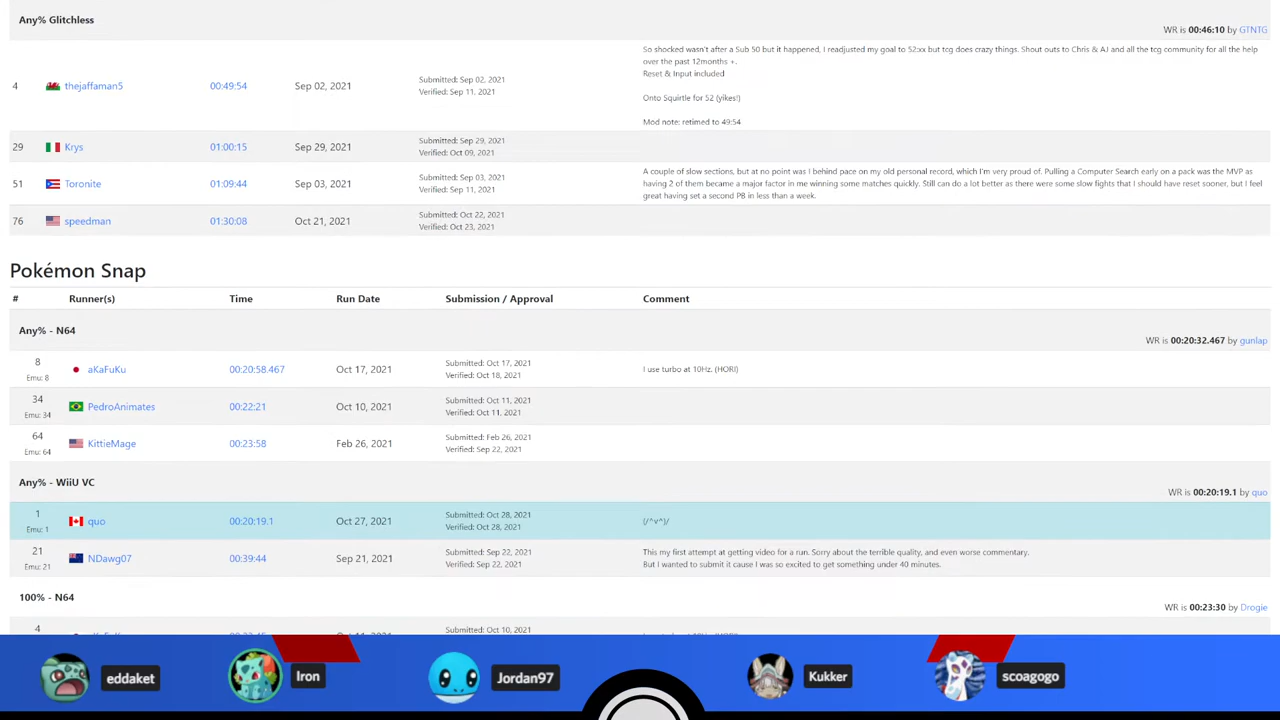 Any% Glitchless
WR is 00:46:10 by GTNTG
4 thejaffaman5 00:49:54 Sep 02, 2021
Submitted: Sep 02, 2021
Verified: Sep 11, 2021
So shocked wasn't after a Sub 50 but it happened, I readjusted my goal to 52:xx but tcg does crazy things. Shout outs to Chris & AJ and all the tcg community for all the help
over the past 12months +.
Reset & Input included
Onto Squirtle for 52 (yikes!)
Mod note: retimed to 49:54
29 Krys 01:00:15 Sep 29, 2021
Submitted: Sep 29, 2021
Verified: Oct 09, 2021
51 Toronite 01:09:44 Sep 03, 2021
Submitted: Sep 03, 2021
Verified: Sep 11, 2021
A couple of slow sections, but at no point was I behind pace on my old personal record, which I'm very proud of. Pulling a Computer Search early on a pack was the MVP as
having 2 of them became a major factor in me winning some matches quickly. Still can do a lot better as there were some slow fights that I should have reset sooner, but I feel
great having set a second PB in less than a week.
76 speedman 01:30:08 Oct 21, 2021
Submitted: Oct 22, 2021
Verified: Oct 23, 2021
Pokémon Snap
# Runner(s) Time Run Date Submission / Approval Comment
Any% - N64
WR is 00:20:32.467 by gunlap
8
Emu: 8
aKaFuKu 00:20:58.467 Oct 17, 2021
Submitted: Oct 17, 2021
Verified: Oct 18, 2021
I use turbo at 10Hz. (HORI)
34
Emu: 34
PedroAnimates 00:22:21 Oct 10, 2021
Submitted: Oct 11, 2021
Verified: Oct 11, 2021
64
Emu: 64
KittieMage 00:23:58 Feb 26, 2021
Submitted: Feb 26, 2021
Verified: Sep 22, 2021
Any% - WiiU VC
WR is 00:20:19.1 by quo
1
Emu: 1
quo 00:20:19.1 Oct 27, 2021
Submitted: Oct 28, 2021
Verified: Oct 28, 2021
(/^v^)/
21
Emu: 21
NDawg07 00:39:44 Sep 21, 2021
Submitted: Sep 22, 2021
Verified: Sep 22, 2021
This my first attempt at getting video for a run. Sorry about the terrible quality, and even worse commentary.
But I wanted to submit it cause I was so excited to get something under 40 minutes.
100% - N64
WR is 00:23:30 by Drogie
4
Submitted: Oct 10, 2021
eddaket Iron Jordan97 Kukker scoagogo